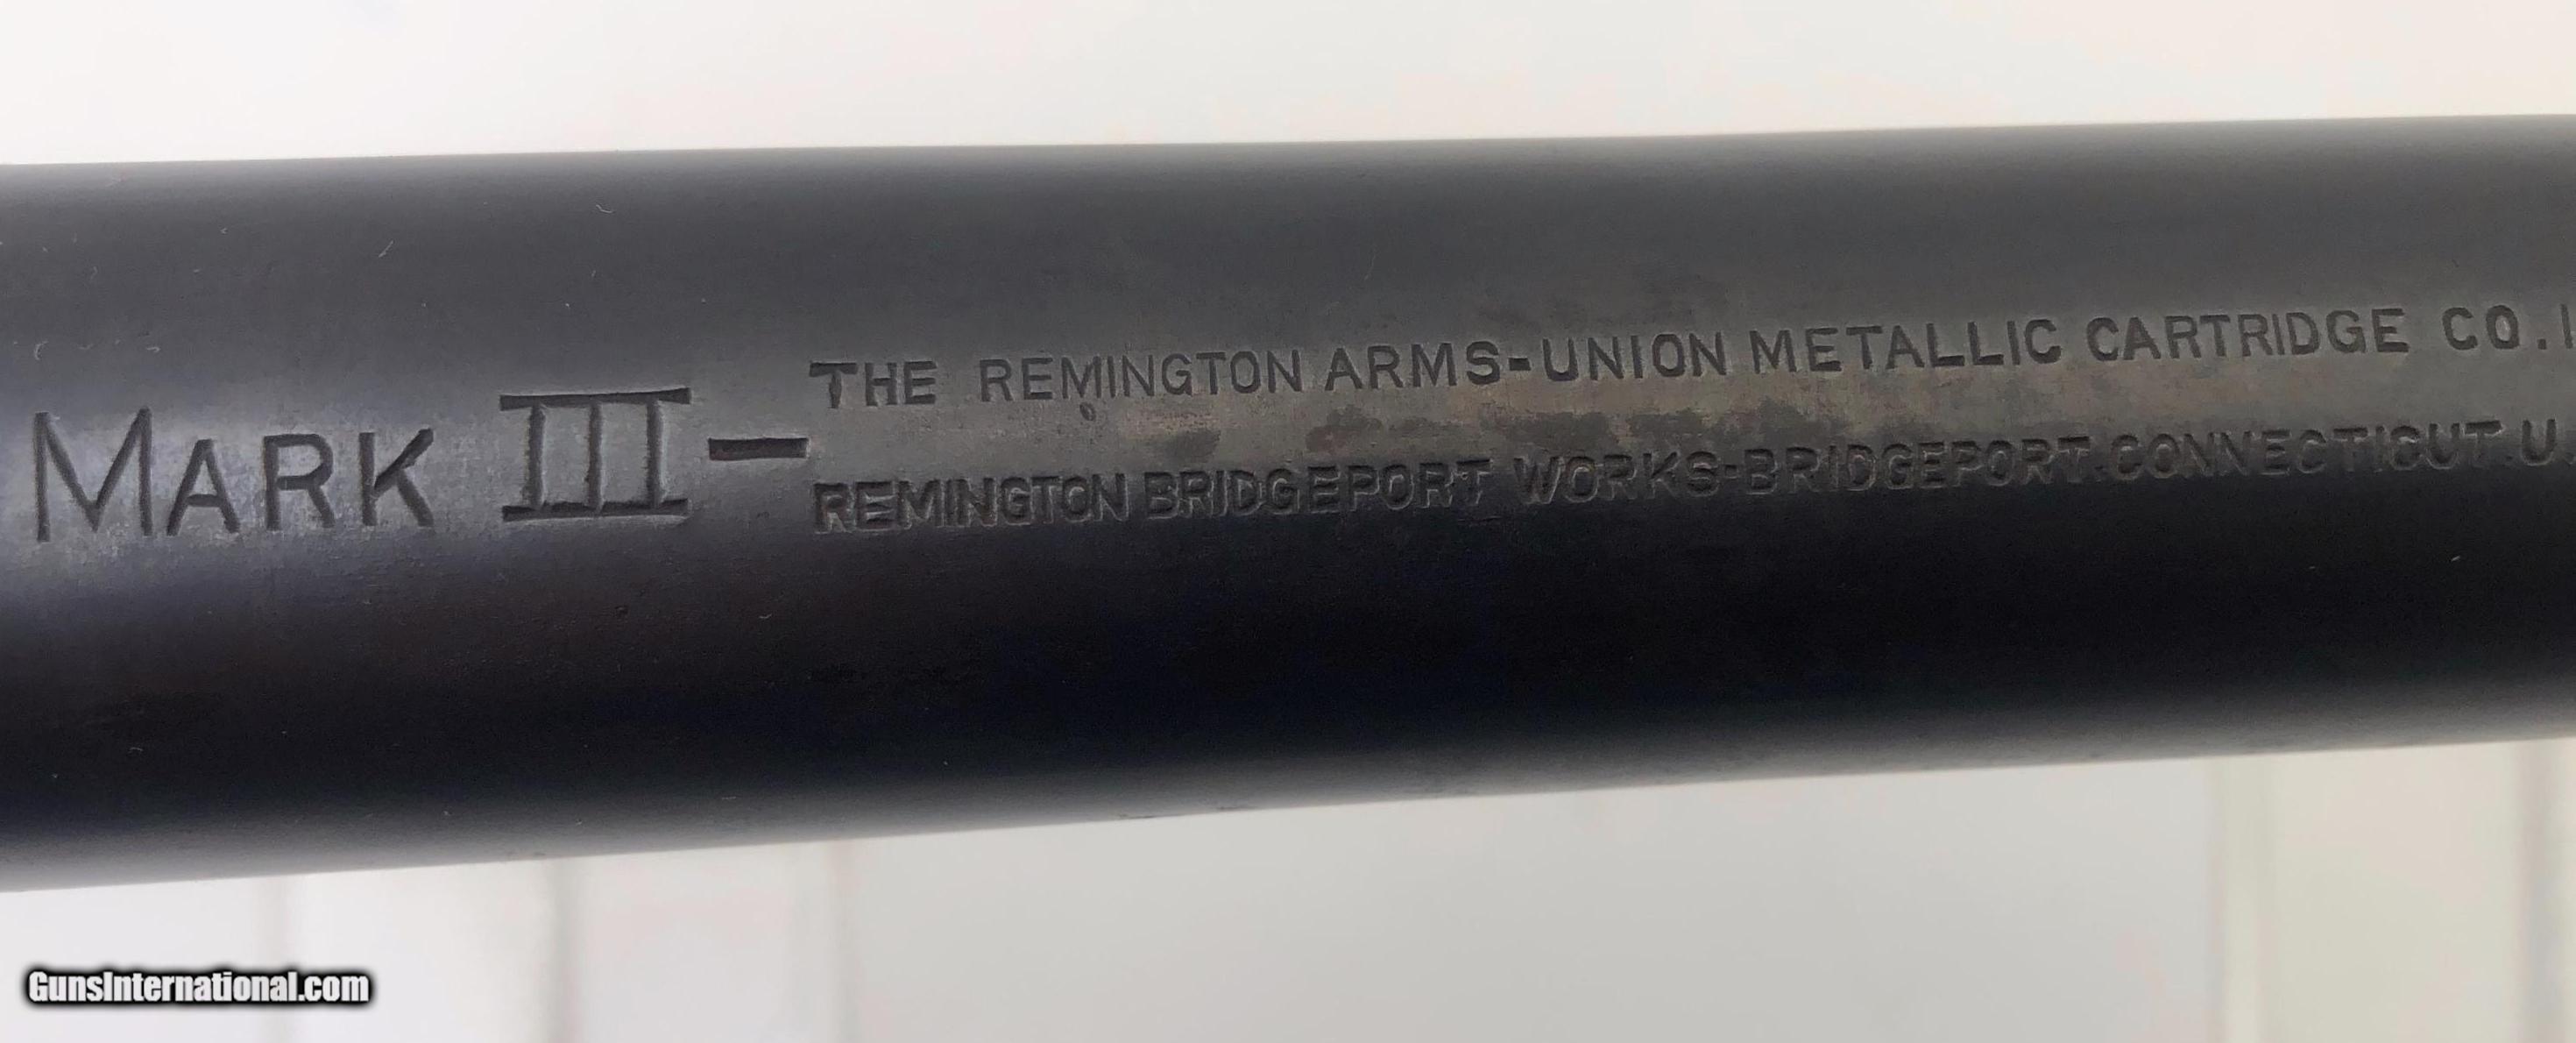 MARK III-
THE REMINGTON ARMS-UNION METALLIC CARTRIDGE CO.I
REMINGTON BRIDGEPORT WORKS-BRIDGEPORT.CONNECTICUT.U.
GunsInternational.com